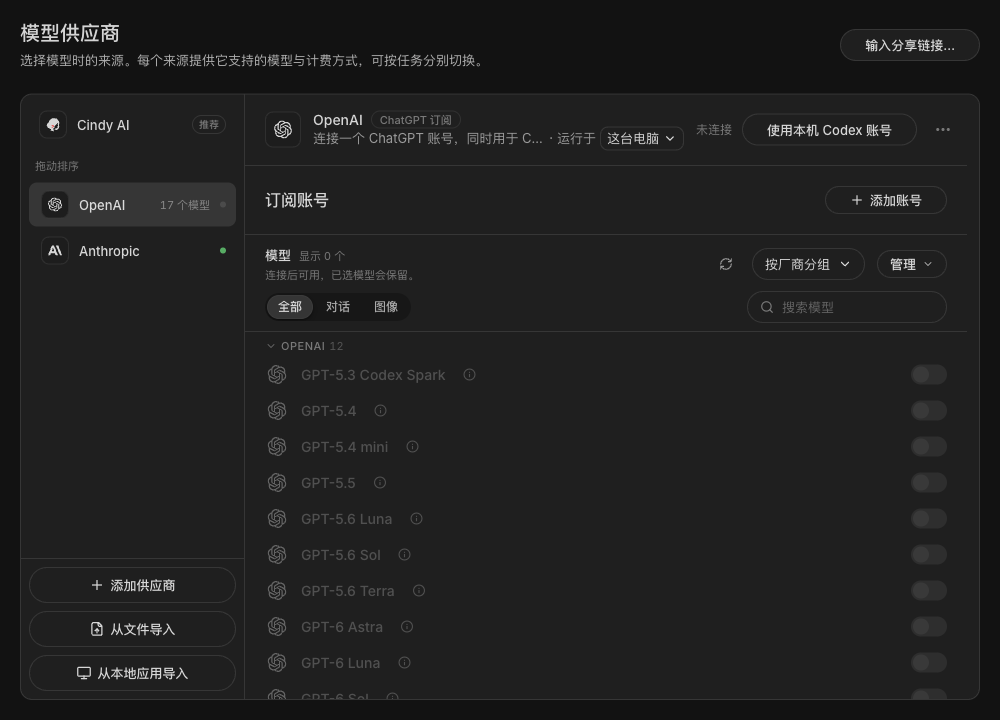 模型供应商
选择模型时的来源。每个来源提供它支持的模型与计费方式，可按任务分别切换。
输入分享链接...
Cindy AI
推荐
拖动排序
OpenAI
17 个模型
Anthropic
添加供应商
从文件导入
从本地应用导入
OpenAI
ChatGPT 订阅
连接一个 ChatGPT 账号，同时用于 C... · 运行于 这台电脑
未连接
使用本机 Codex 账号
订阅账号
添加账号
模型 显示 0 个
连接后可用，已选模型会保留。
按厂商分组
管理
全部 对话 图像
搜索模型
OPENAI 12
GPT-5.3 Codex Spark
GPT-5.4
GPT-5.4 mini
GPT-5.5
GPT-5.6 Luna
GPT-5.6 Sol
GPT-5.6 Terra
GPT-6 Astra
GPT-6 Luna
GPT-6 Sol